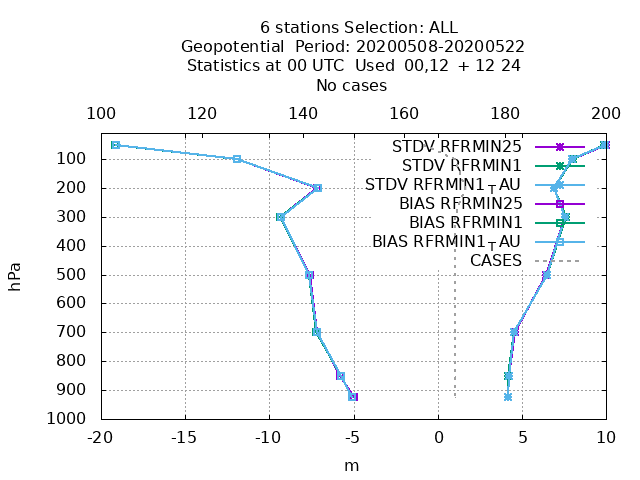 6 stations Selection: ALL
Geopotential  Period: 20200508-20200522
Statistics at 00 UTC  Used  00,12  + 12 24
No cases
100 120 140 160 180 200
STDV RFRMIN25
STDV RFRMIN1
STDV RFRMIN1_TAU
BIAS RFRMIN25
BIAS RFRMIN1
BIAS RFRMIN1_TAU
CASES
hPa
100
200
300
400
500
600
700
800
900
1000
-20 -15 -10 -5 0 5 10
m